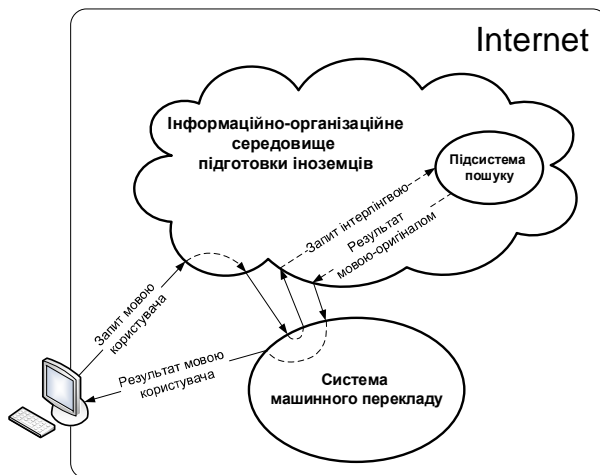 Internet
Інформаційно-організаційне
середовище
підготовки іноземців
Підсистема
пошуку
Запит інтерлінгвою
Результат
мовою-оригіналом
Запит мовою
користувача
Результат мовою
користувача
Система
машинного перекладу